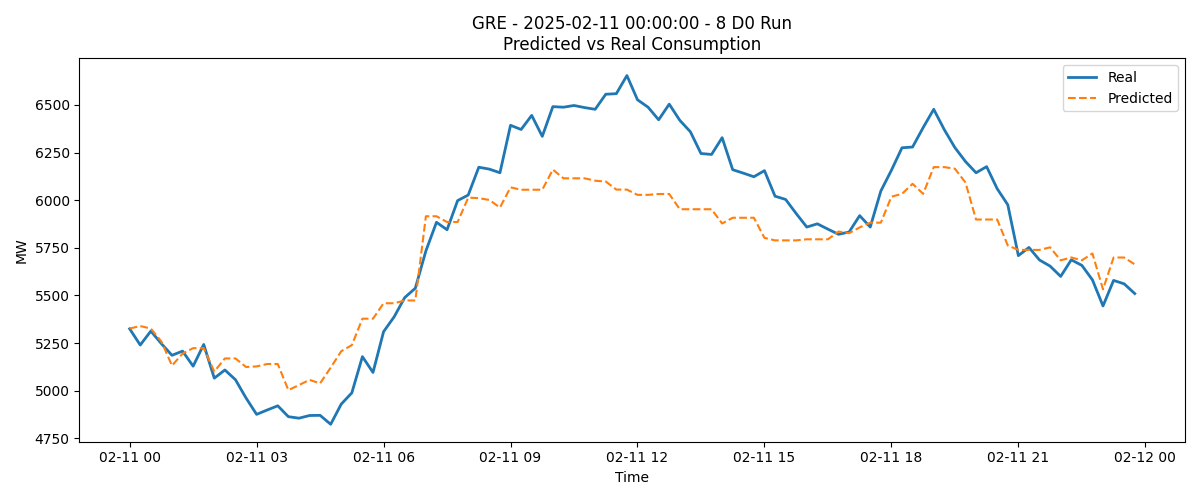 GRE - 2025-02-11 00:00:00 - 8 D0 Run
Predicted vs Real Consumption
Real
Predicted
MW
6500
6250
6000
5750
5500
5250
5000
4750
02-11 00
02-11 03
02-11 06
02-11 09
02-11 12
02-11 15
02-11 18
02-11 21
02-12 00
Time